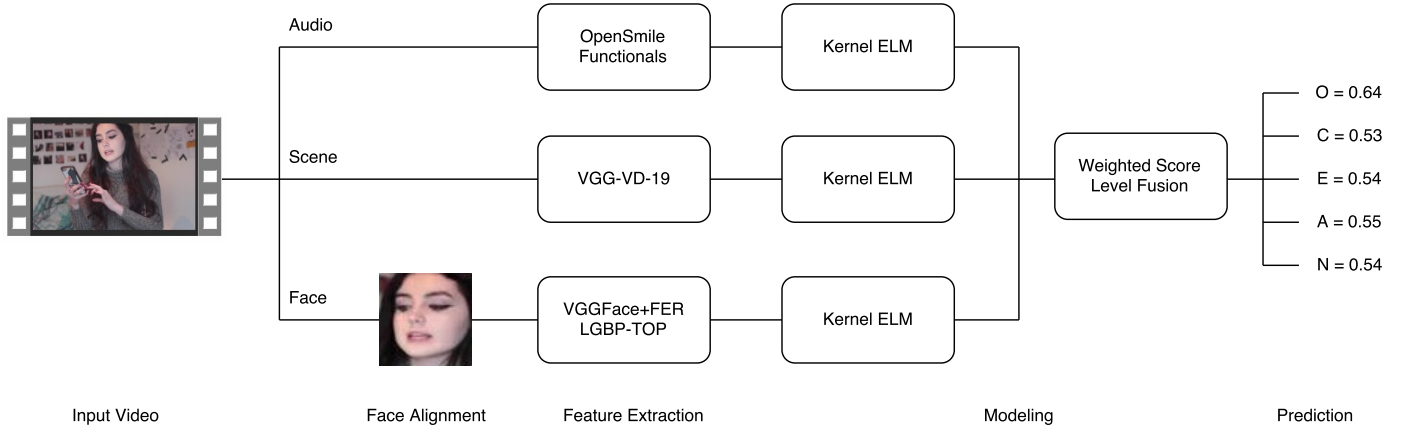 Audio
OpenSmile
Functionals
Kernel ELM
Scene
VGG-VD-19
Kernel ELM
Weighted Score
Level Fusion
Face
VGGFace+FER
LGBP-TOP
Kernel ELM
O = 0.64
C = 0.53
E = 0.54
A = 0.55
N = 0.54
Input Video
Face Alignment
Feature Extraction
Modeling
Prediction